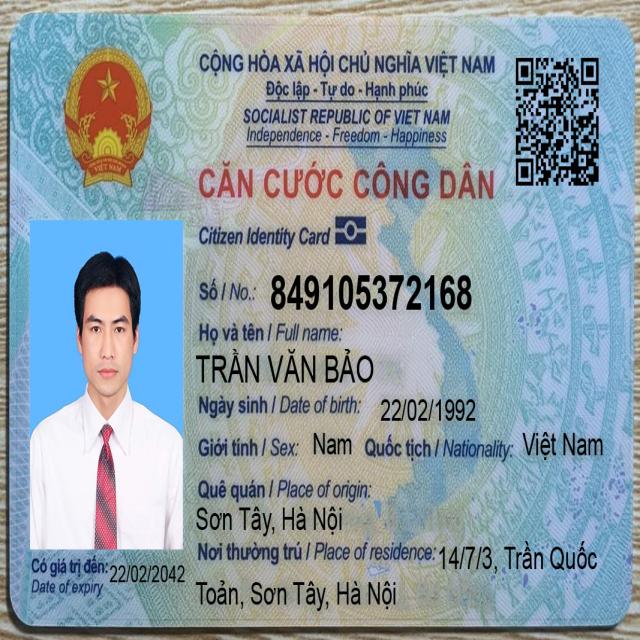 CỘNG HÒA XÃ HỘI CHỦ NGHĨA VIỆT NAM
Độc lập - Tự do - Hạnh phúc
SOCIALIST REPUBLIC OF VIET NAM
Independence - Freedom - Happiness
CĂN CƯỚC CÔNG DÂN
Citizen Identity Card
Số / No.: 849105372168
Họ và tên / Full name:
TRẦN VĂN BẢO
Ngày sinh / Date of birth: 22/02/1992
Giới tính / Sex: Nam Quốc tịch / Nationality: Việt Nam
Quê quán / Place of origin:
Sơn Tây, Hà Nội
Nơi thường trú / Place of residence: 14/7/3, Trần Quốc
Toản, Sơn Tây, Hà Nội
Có giá trị đến: 22/02/2042
Date of expiry
VIỆT NAM